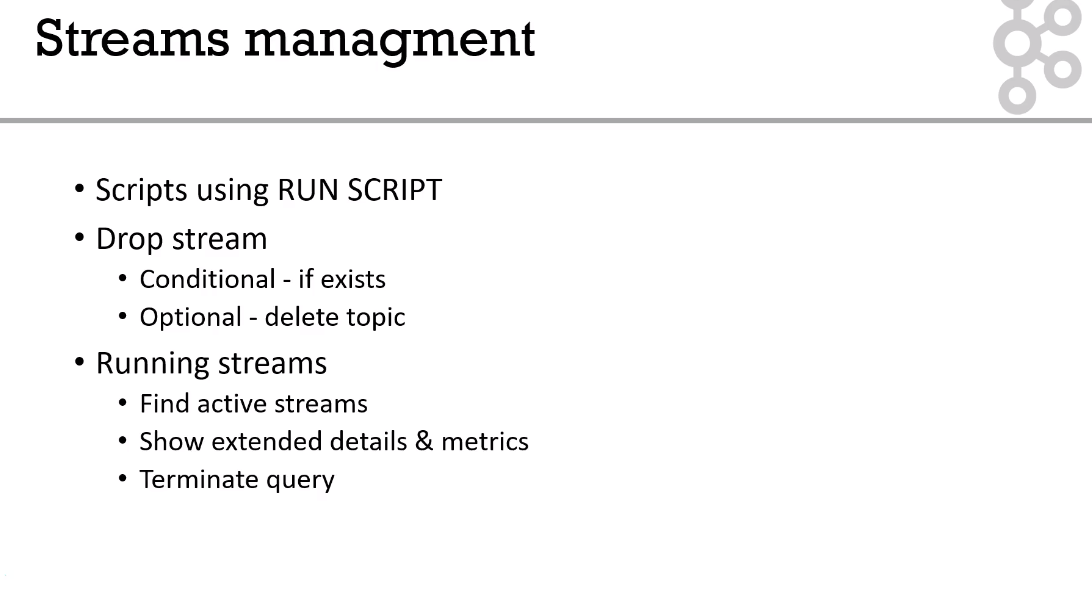 Streams managment
• Scripts using RUN SCRIPT
• Drop stream
• Conditional - if exists
• Optional - delete topic
• Running streams
• Find active streams
• Show extended details & metrics
• Terminate query